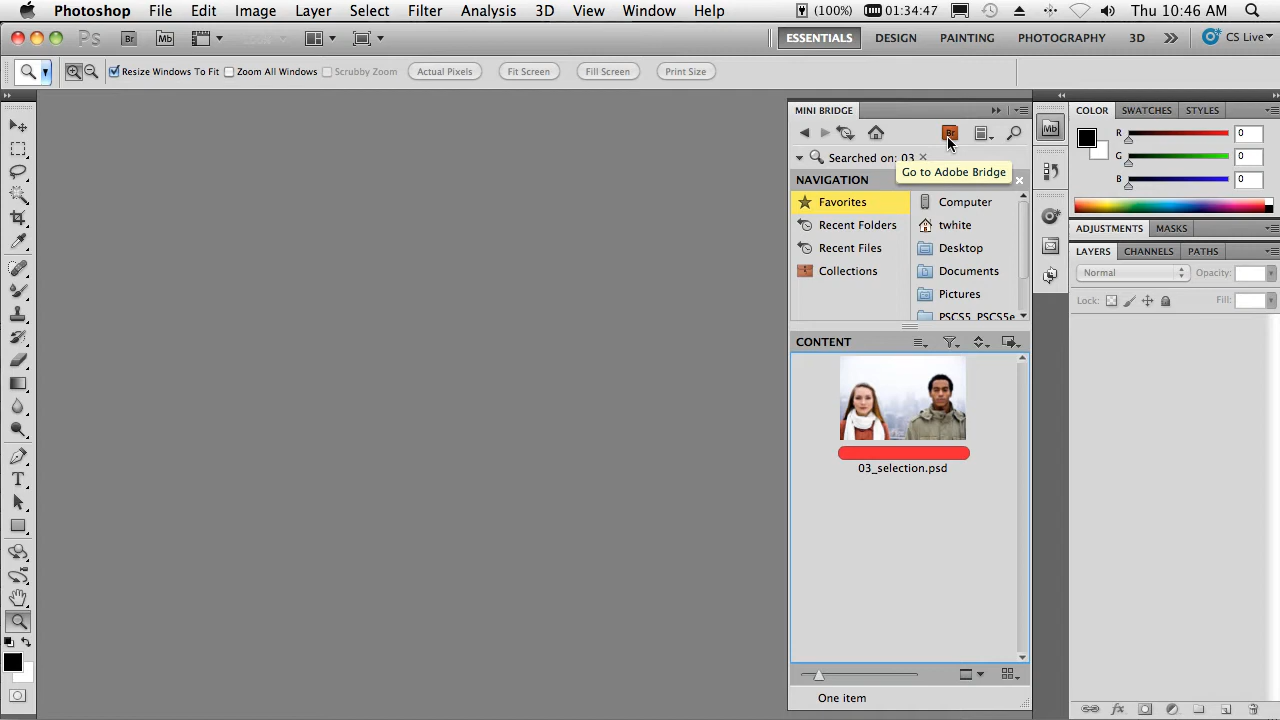 Photoshop File Edit Image Layer Select Filter Analysis 3D View Window Help (100%) 01:34:47 Thu 10:46 AM
Ps Br Mb ESSENTIALS DESIGN PAINTING PHOTOGRAPHY 3D CS Live
Resize Windows To Fit Zoom All Windows Scrubby Zoom Actual Pixels Fit Screen Fill Screen Print Size
MINI BRIDGE
Br
Searched on: 03
Go to Adobe Bridge
NAVIGATION
Favorites
Recent Folders
Recent Files
Collections
Computer
twhite
Desktop
Documents
Pictures
PSCS5_PSCS5e
CONTENT
03_selection.psd
One item
Mb
COLOR SWATCHES STYLES
R 0
G 0
B 0
ADJUSTMENTS MASKS
LAYERS CHANNELS PATHS
Normal Opacity:
Lock: Fill: